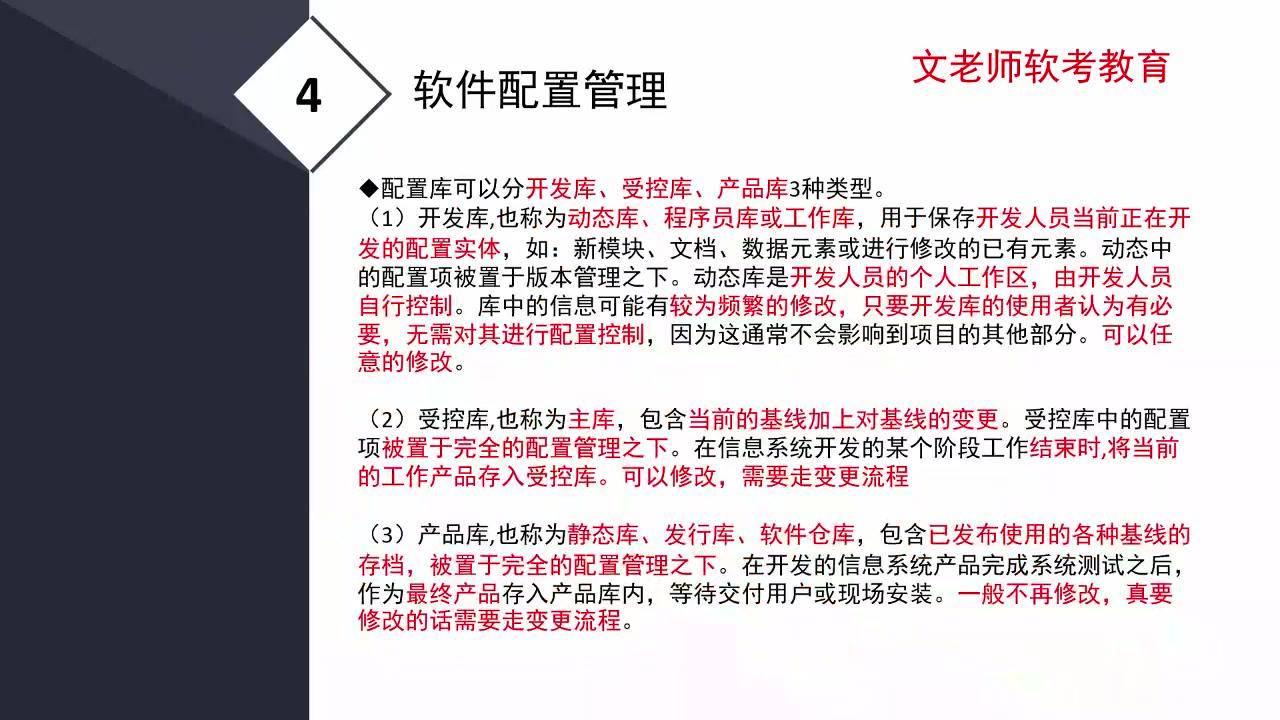 4
软件配置管理
文老师软考教育
◆配置库可以分开发库、受控库、产品库3种类型。
（1）开发库,也称为动态库、程序员库或工作库，用于保存开发人员当前正在开
发的配置实体，如：新模块、文档、数据元素或进行修改的已有元素。动态中
的配置项被置于版本管理之下。动态库是开发人员的个人工作区，由开发人员
自行控制。库中的信息可能有较为频繁的修改，只要开发库的使用者认为有必
要，无需对其进行配置控制，因为这通常不会影响到项目的其他部分。可以任
意的修改。
（2）受控库,也称为主库，包含当前的基线加上对基线的变更。受控库中的配置
项被置于完全的配置管理之下。在信息系统开发的某个阶段工作结束时,将当前
的工作产品存入受控库。可以修改，需要走变更流程
（3）产品库,也称为静态库、发行库、软件仓库，包含已发布使用的各种基线的
存档，被置于完全的配置管理之下。在开发的信息系统产品完成系统测试之后，
作为最终产品存入产品库内，等待交付用户或现场安装。一般不再修改，真要
修改的话需要走变更流程。